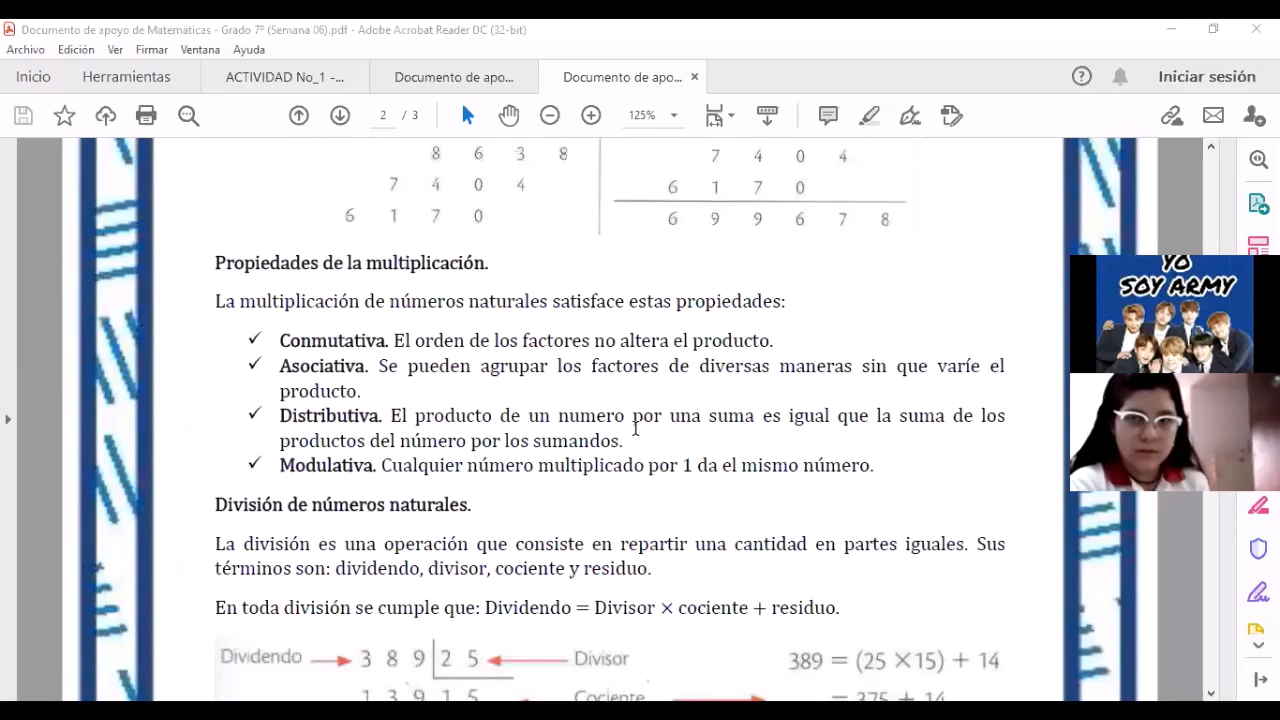 Documento de apoyo de Matemáticas - Grado 7º (Semana 06).pdf - Adobe Acrobat Reader DC (32-bit)
Archivo Edición Ver Firmar Ventana Ayuda
Inicio Herramientas ACTIVIDAD No_1 -... Documento de apo... Documento de apo... ×
Iniciar sesión
2 / 3 125%
8 6 3 8
7 4 0 4
6 1 7 0
7 4 0 4
6 1 7 0
6 9 9 6 7 8
Propiedades de la multiplicación.
La multiplicación de números naturales satisface estas propiedades:
✓ Conmutativa. El orden de los factores no altera el producto.
✓ Asociativa. Se pueden agrupar los factores de diversas maneras sin que varíe el
producto.
✓ Distributiva. El producto de un numero por una suma es igual que la suma de los
productos del número por los sumandos.
✓ Modulativa. Cualquier número multiplicado por 1 da el mismo número.
YO
SOY ARMY
División de números naturales.
La división es una operación que consiste en repartir una cantidad en partes iguales. Sus
términos son: dividendo, divisor, cociente y residuo.
En toda división se cumple que: Dividendo = Divisor × cociente + residuo.
Dividendo 3 8 9 2 5 Divisor 389 = (25 ×15) + 14
1 3 9 1 5 Cociente = 375 + 14